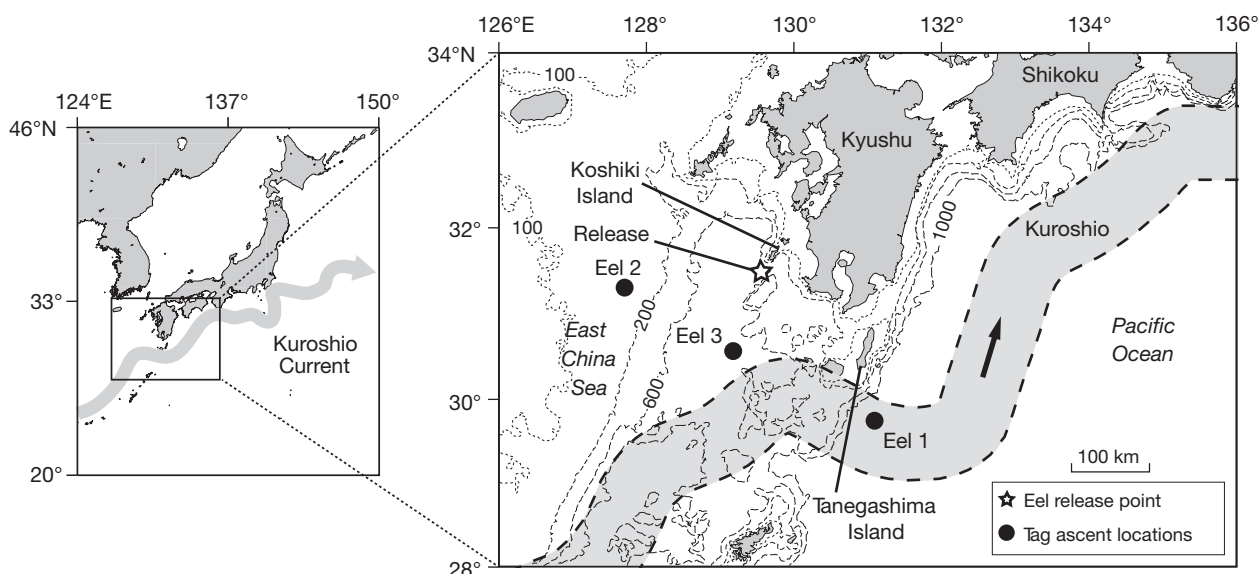 124°E
137°
150°
46°N
33°
20°
Kuroshio
Current
126°E
128°
130°
132°
134°
136°
34°N
32°
30°
28°
100
Shikoku
Kyushu
Koshiki
Island
100
Release
1000
Kuroshio
Eel 2
200
East
China
Sea
Eel 3
Pacific
Ocean
600
Eel 1
100 km
Tanegashima
Island
Eel release point
Tag ascent locations